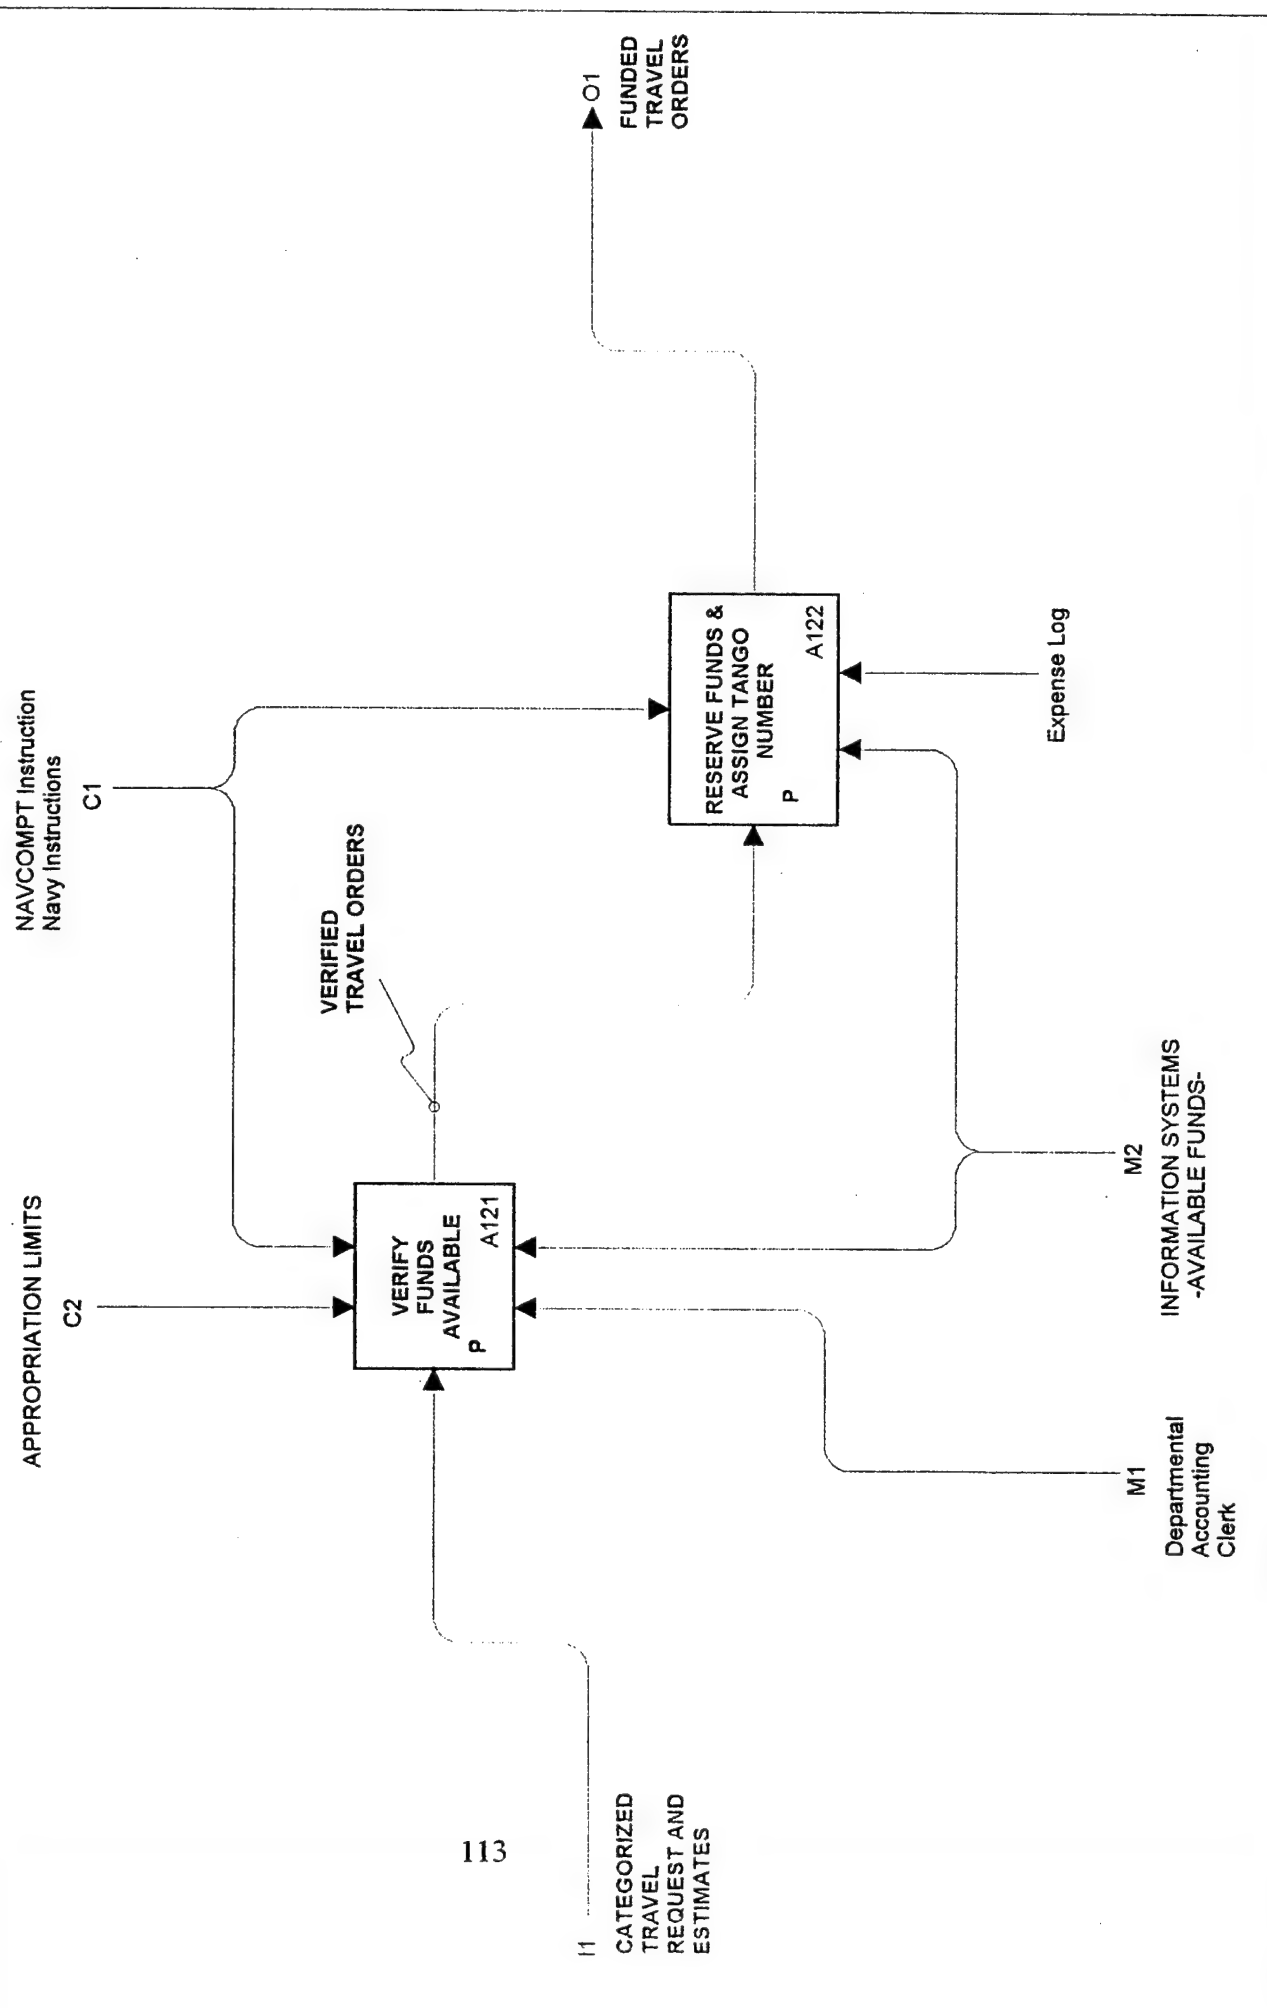 APPROPRIATION LIMITS
C2
NAVCOMPT Instruction
Navy Instructions
C1
VERIFIED
TRAVEL ORDERS
VERIFY
FUNDS
AVAILABLE
P
A121
I1
CATEGORIZED
TRAVEL
REQUEST AND
ESTIMATES
RESERVE FUNDS &
ASSIGN TANGO
NUMBER
P
A122
O1
FUNDED
TRAVEL
ORDERS
Expense Log
M1
Departmental
Accounting
Clerk
M2
INFORMATION SYSTEMS
-AVAILABLE FUNDS-
113